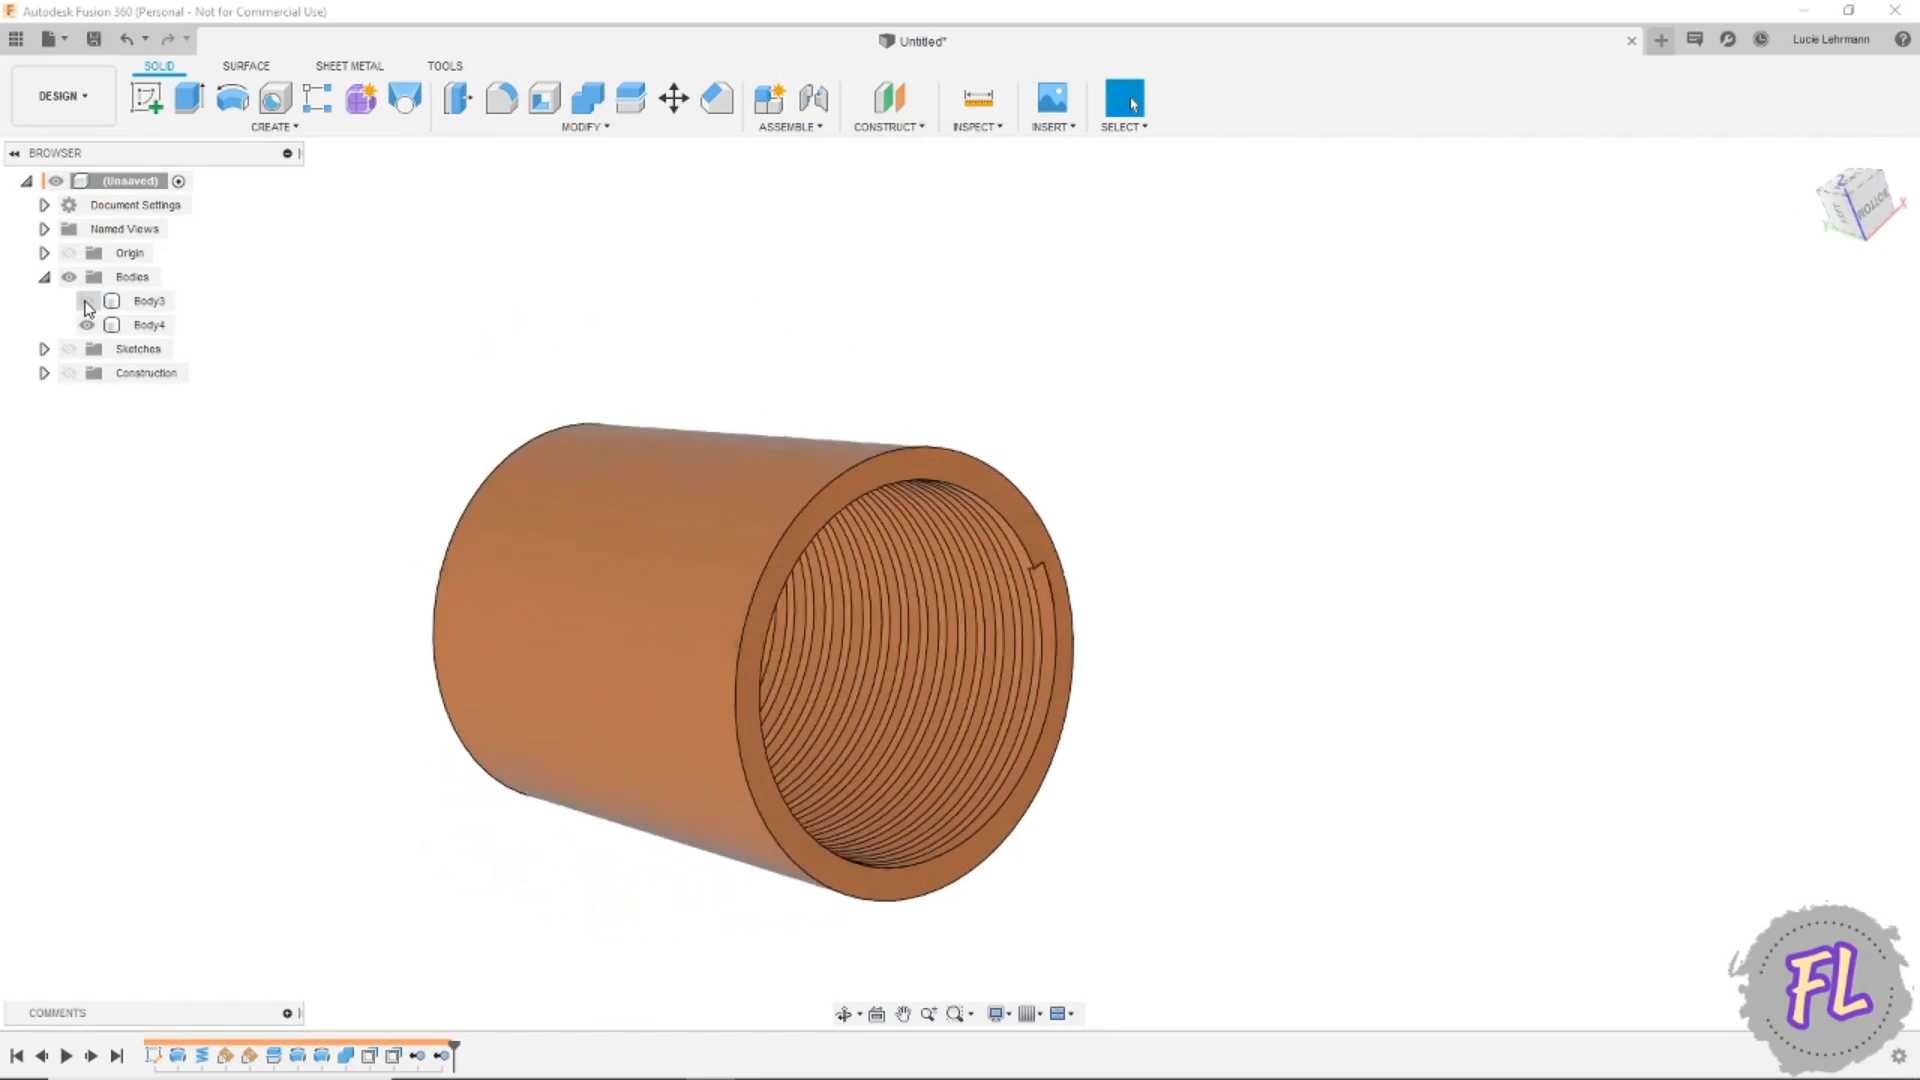 Autodesk Fusion 360 (Personal - Not for Commercial Use)
Untitled*
Lucie Lehrmann
SOLID SURFACE SHEET METAL TOOLS
DESIGN
CREATE MODIFY ASSEMBLE CONSTRUCT INSPECT INSERT SELECT
BROWSER
(Unsaved)
Document Settings
Named Views
Origin
Bodies
Body3
Body4
Sketches
Construction
Z
LEFT
BOTTOM
X
Y
FL
COMMENTS